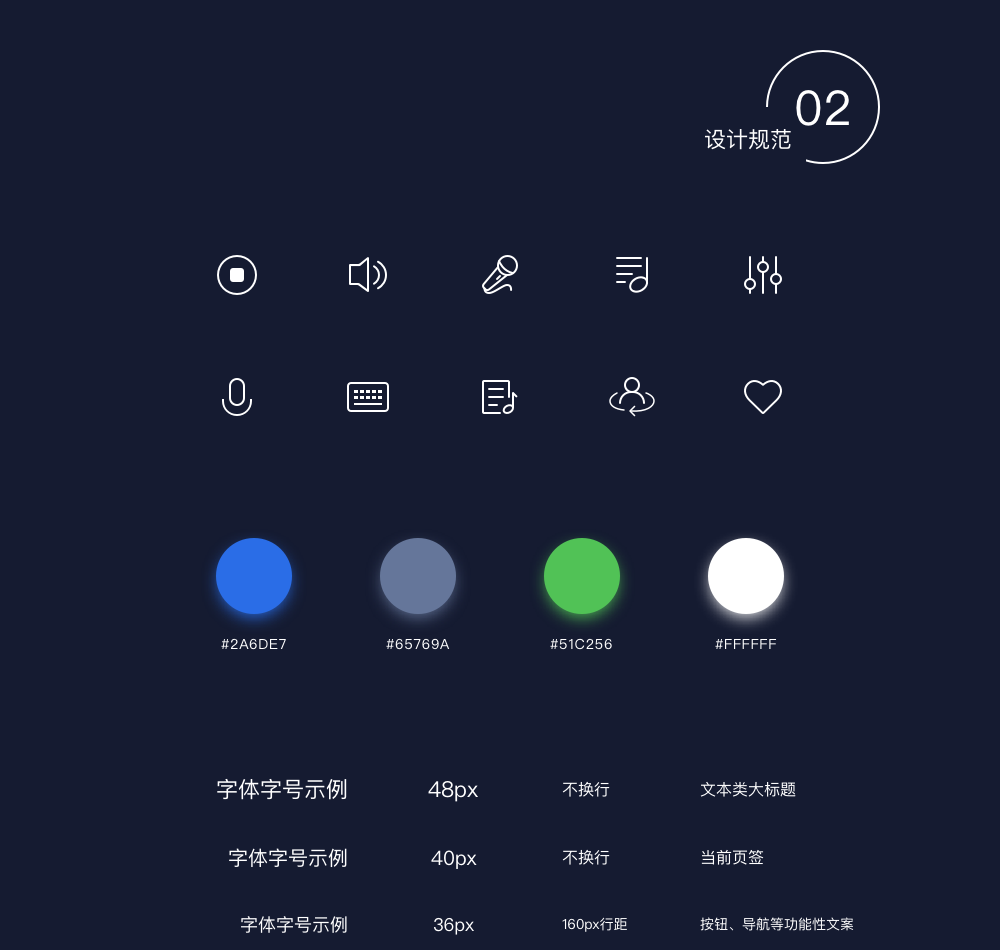 02
设计规范
#2A6DE7 #65769A #51C256 #FFFFFF
字体字号示例 48px 不换行 文本类大标题
字体字号示例 40px 不换行 当前页签
字体字号示例 36px 160px行距 按钮、导航等功能性文案